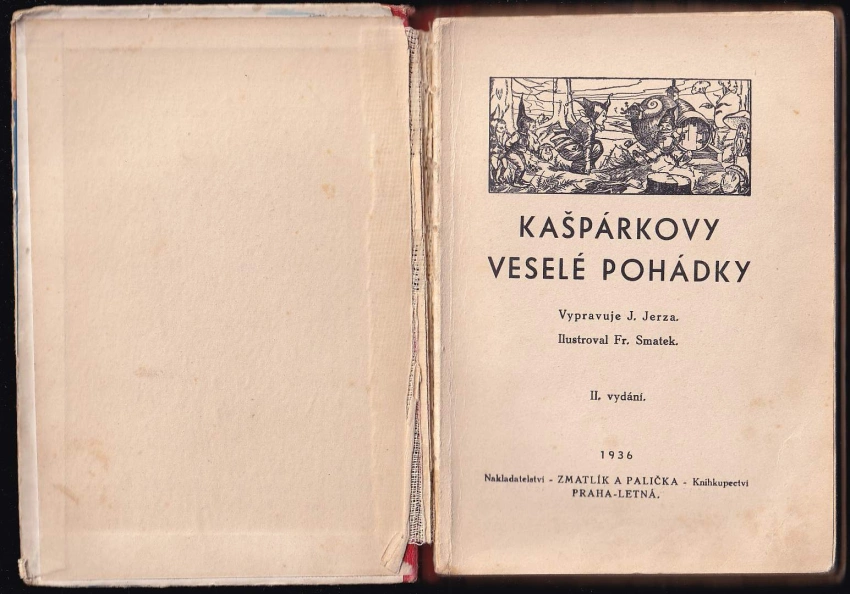 KAŠPÁRKOVY
VESELÉ POHÁDKY
Vypravuje J. Jerza.
Ilustroval Fr. Smatek.
II. vydání.
1936
Nakladatelství - ZMATLÍK A PALIČKA - Knihkupectví
PRAHA-LETNÁ.